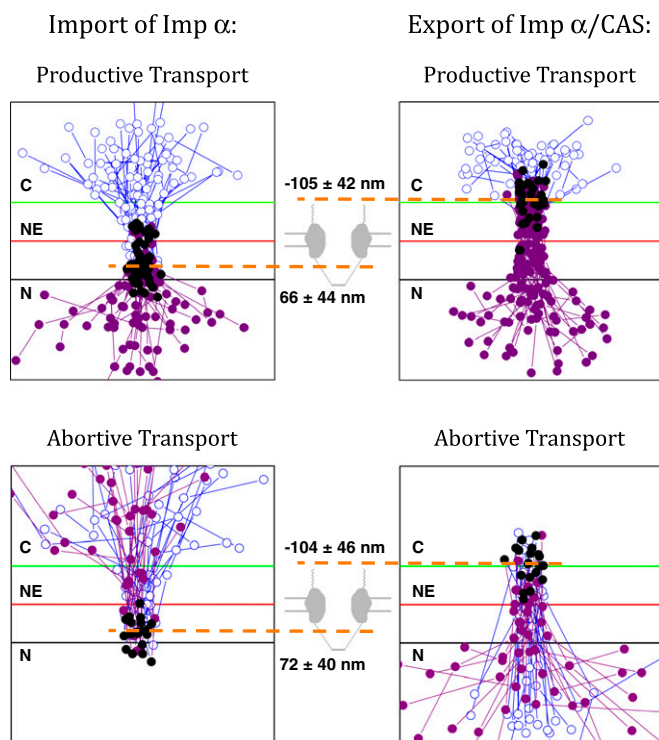 Import of Imp α:
Export of Imp α/CAS:
Productive Transport
Productive Transport
C
NE
N
-105 ± 42 nm
66 ± 44 nm
C
NE
N
Abortive Transport
Abortive Transport
C
NE
N
-104 ± 46 nm
72 ± 40 nm
C
NE
N